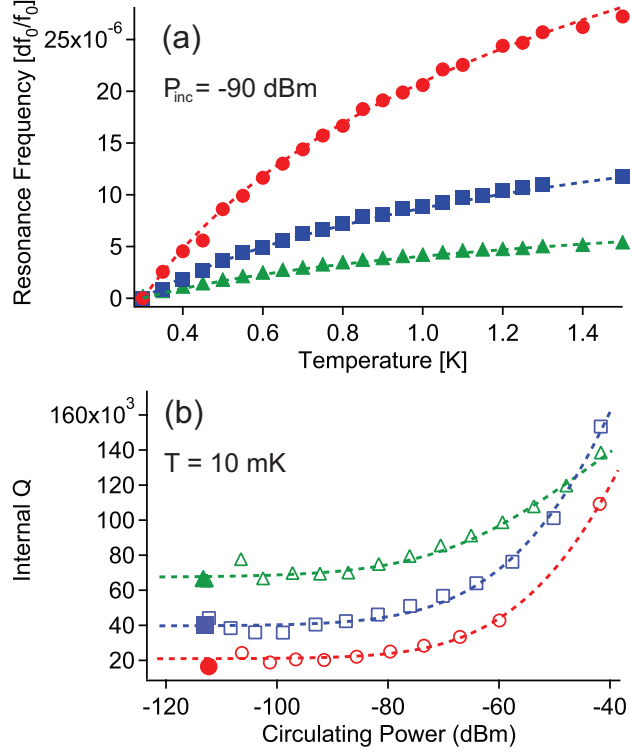 (a)
P_inc = -90 dBm
Resonance Frequency [df₀/f₀]
25x10⁻⁶
20
15
10
5
0
0.4 0.6 0.8 1.0 1.2 1.4
Temperature [K]
(b)
T = 10 mK
Internal Q
160x10³
140
120
100
80
60
40
20
-120 -100 -80 -60 -40
Circulating Power (dBm)